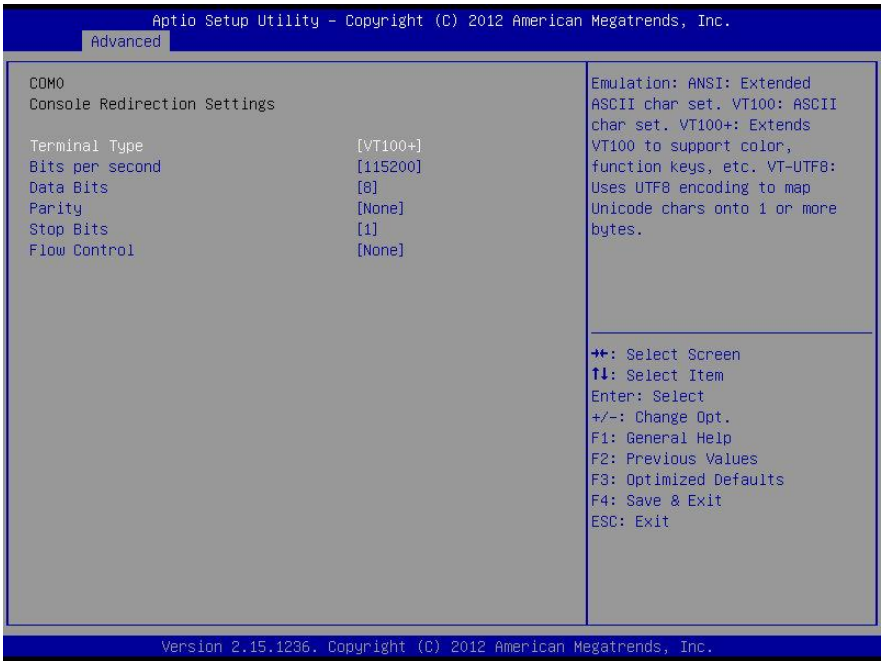 Aptio Setup Utility – Copyright (C) 2012 American Megatrends, Inc.
Advanced
COM0
Console Redirection Settings
Terminal Type [VT100+]
Bits per second [115200]
Data Bits [8]
Parity [None]
Stop Bits [1]
Flow Control [None]
Emulation: ANSI: Extended
ASCII char set. VT100: ASCII
char set. VT100+: Extends
VT100 to support color,
function keys, etc. VT-UTF8:
Uses UTF8 encoding to map
Unicode chars onto 1 or more
bytes.
→←: Select Screen
↑↓: Select Item
Enter: Select
+/-: Change Opt.
F1: General Help
F2: Previous Values
F3: Optimized Defaults
F4: Save & Exit
ESC: Exit
Version 2.15.1236. Copyright (C) 2012 American Megatrends, Inc.